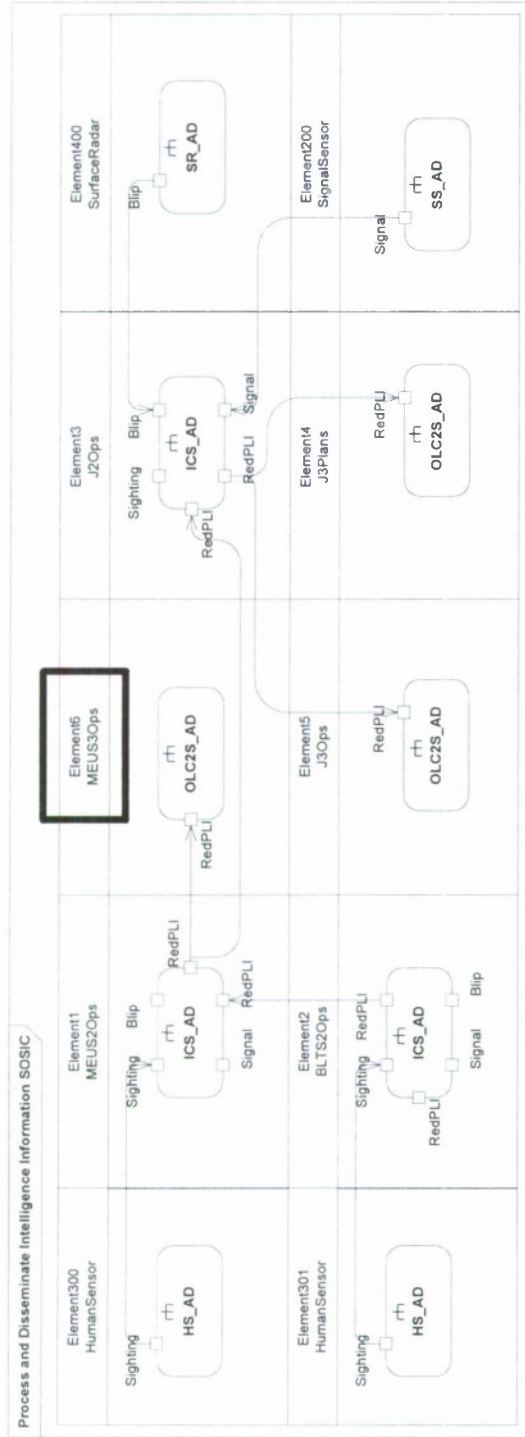 Process and Disseminate Intelligence Information SOSIC
Element300
HumanSensor
Sighting
HS_AD
Element1
MEUS2Ops
Sighting
Blip
RedPLI
ICS_AD
Signal
RedPLI
Element6
MEUS3Ops
RedPLI
OLC2S_AD
Element3
J2Ops
Sighting
Blip
ICS_AD
RedPLI
RedPLI
Signal
Element400
SurfaceRadar
Blip
SR_AD
Element301
HumanSensor
Sighting
HS_AD
Element2
BLTS2Ops
Sighting
RedPLI
ICS_AD
RedPLI
Signal
Blip
Element5
J3Ops
RedPLI
OLC2S_AD
Element4
J3Plans
RedPLI
OLC2S_AD
Element200
SignalSensor
Signal
SS_AD